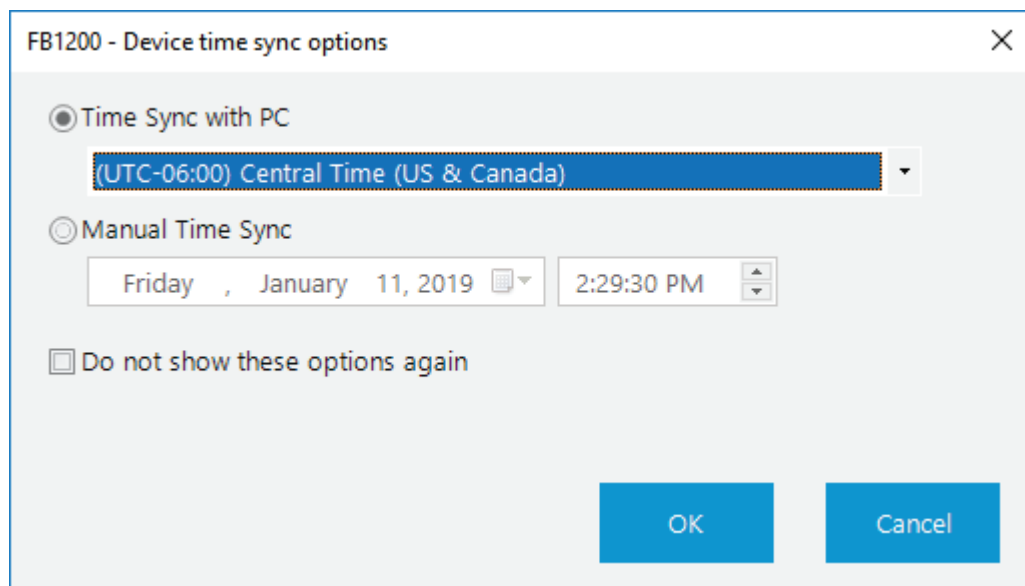 FB1200 - Device time sync options
Time Sync with PC
(UTC-06:00) Central Time (US & Canada)
Manual Time Sync
Friday , January 11, 2019 2:29:30 PM
Do not show these options again
OK Cancel